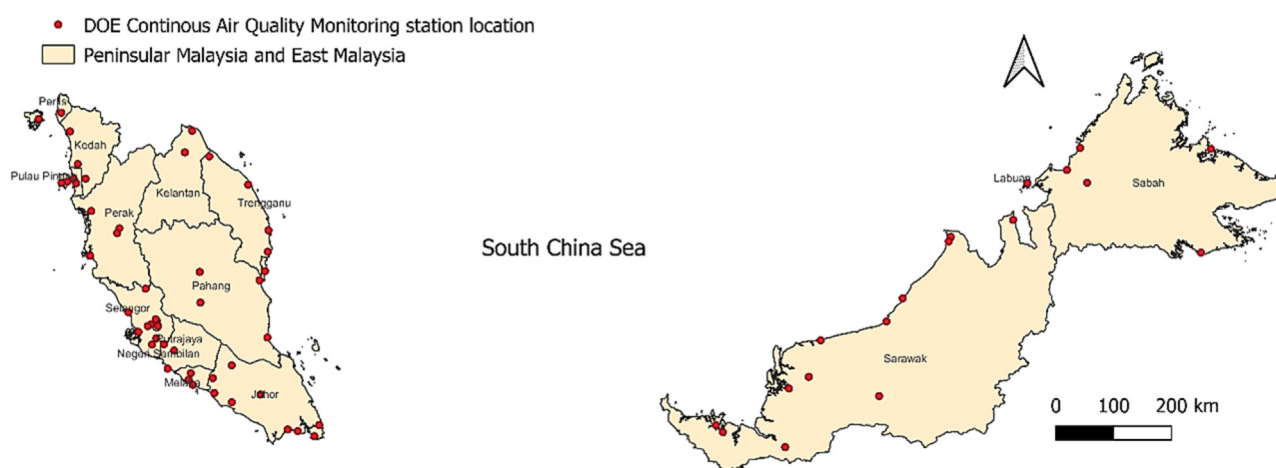 DOE Continous Air Quality Monitoring station location
Peninsular Malaysia and East Malaysia
Perlis
Kedah
Pulau Pinang
Kelantan
Trengganu
Perak
Pahang
Selangor
Putrajaya
Negeri Sembilan
Melaka
Johor
South China Sea
Labuan
Sabah
Sarawak
0 100 200 km